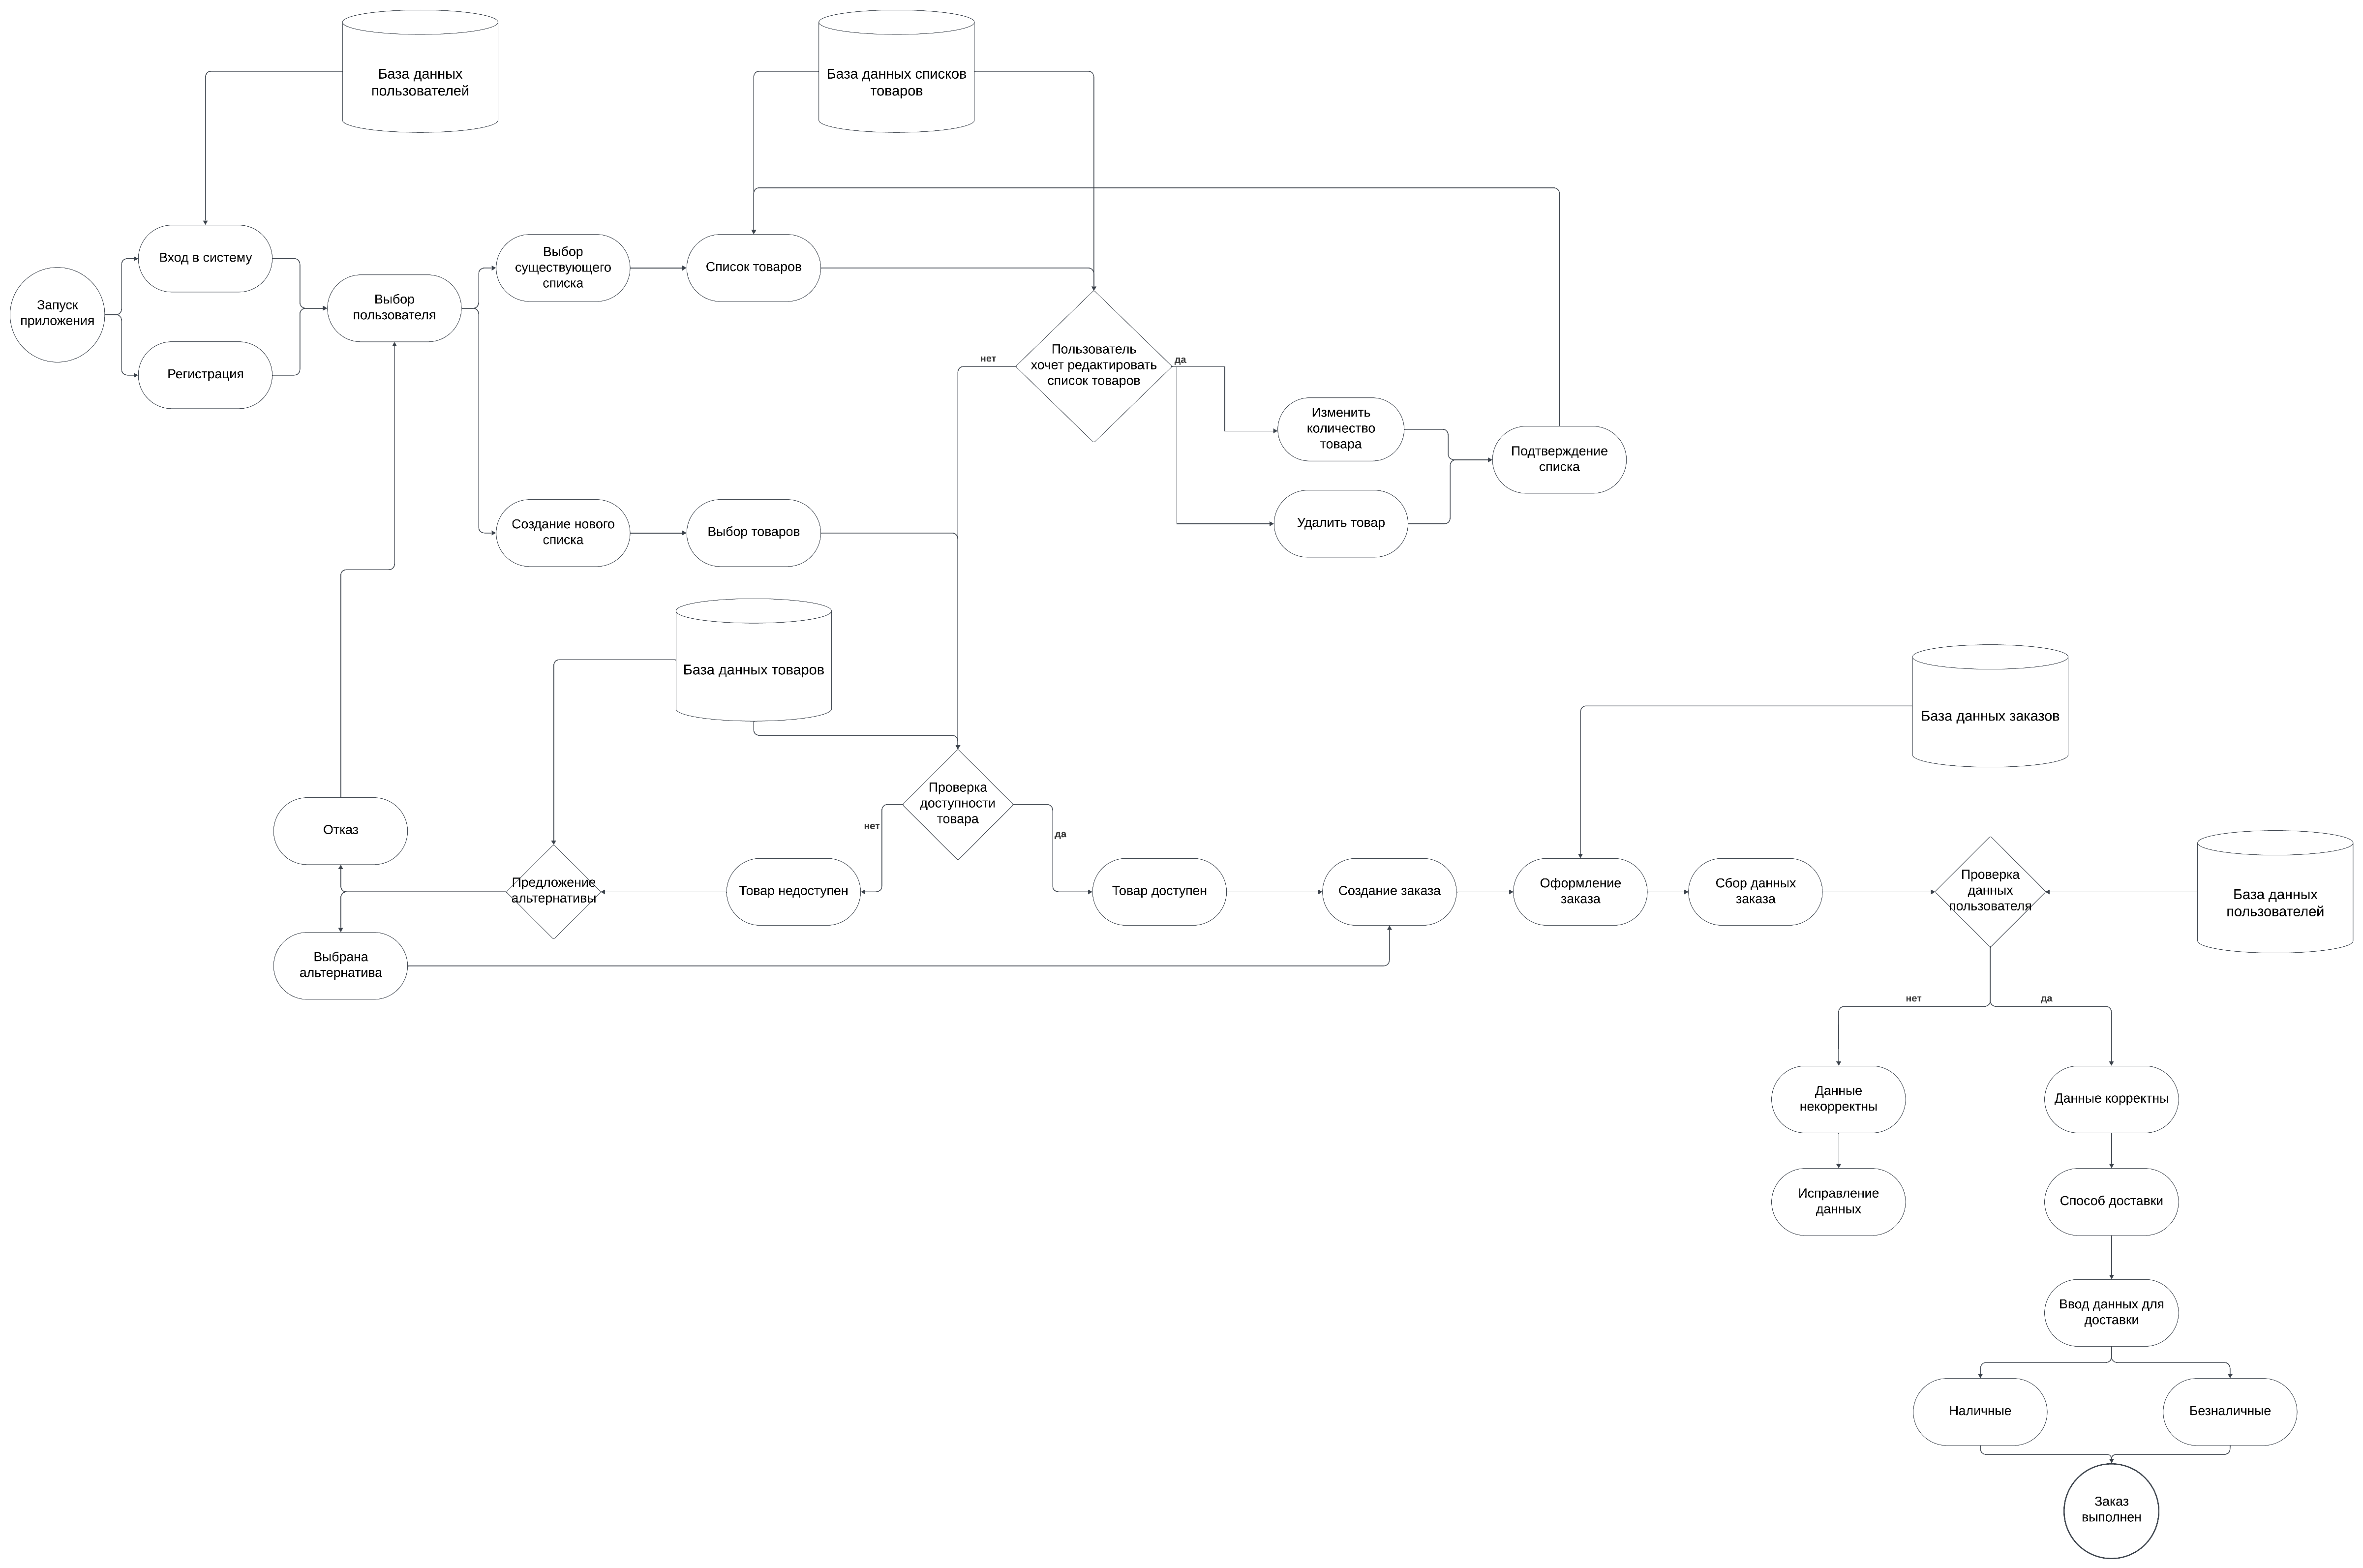 База данных
пользователей
База данных списков
товаров
Запуск
приложения
Вход в систему
Регистрация
Выбор
пользователя
Выбор
существующего
списка
Список товаров
Создание нового
списка
Выбор товаров
Пользователь
хочет редактировать
список товаров
нет
да
Изменить
количество
товара
Удалить товар
Подтверждение
списка
База данных товаров
Проверка
доступности
товара
нет
да
Товар недоступен
Предложение
альтернативы
Отказ
Выбрана
альтернатива
Товар доступен
Создание заказа
База данных заказов
Оформление
заказа
Сбор данных
заказа
Проверка
данных
пользователя
База данных
пользователей
нет
да
Данные
некорректны
Исправление
данных
Данные корректны
Способ доставки
Ввод данных для
доставки
Наличные
Безналичные
Заказ
выполнен